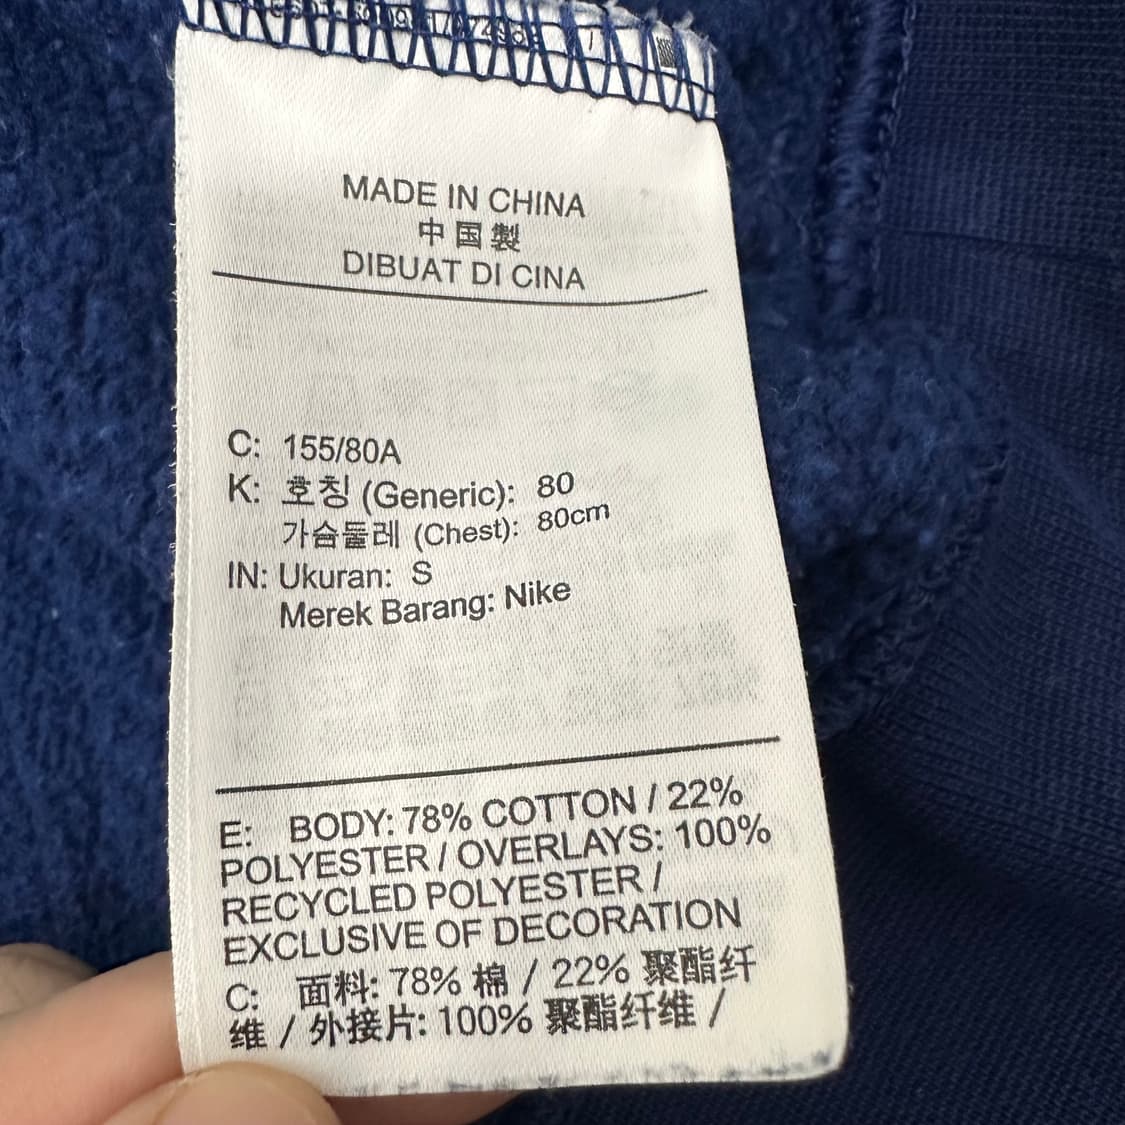 MADE IN CHINA
中国製
DIBUAT DI CINA
C: 155/80A
K: 호칭 (Generic): 80
가슴둘레 (Chest): 80cm
IN: Ukuran: S
Merek Barang: Nike
E: BODY: 78% COTTON / 22%
POLYESTER / OVERLAYS: 100%
RECYCLED POLYESTER /
EXCLUSIVE OF DECORATION
C: 面料: 78% 棉 / 22% 聚酯纤
维 / 外接片: 100% 聚酯纤维 /